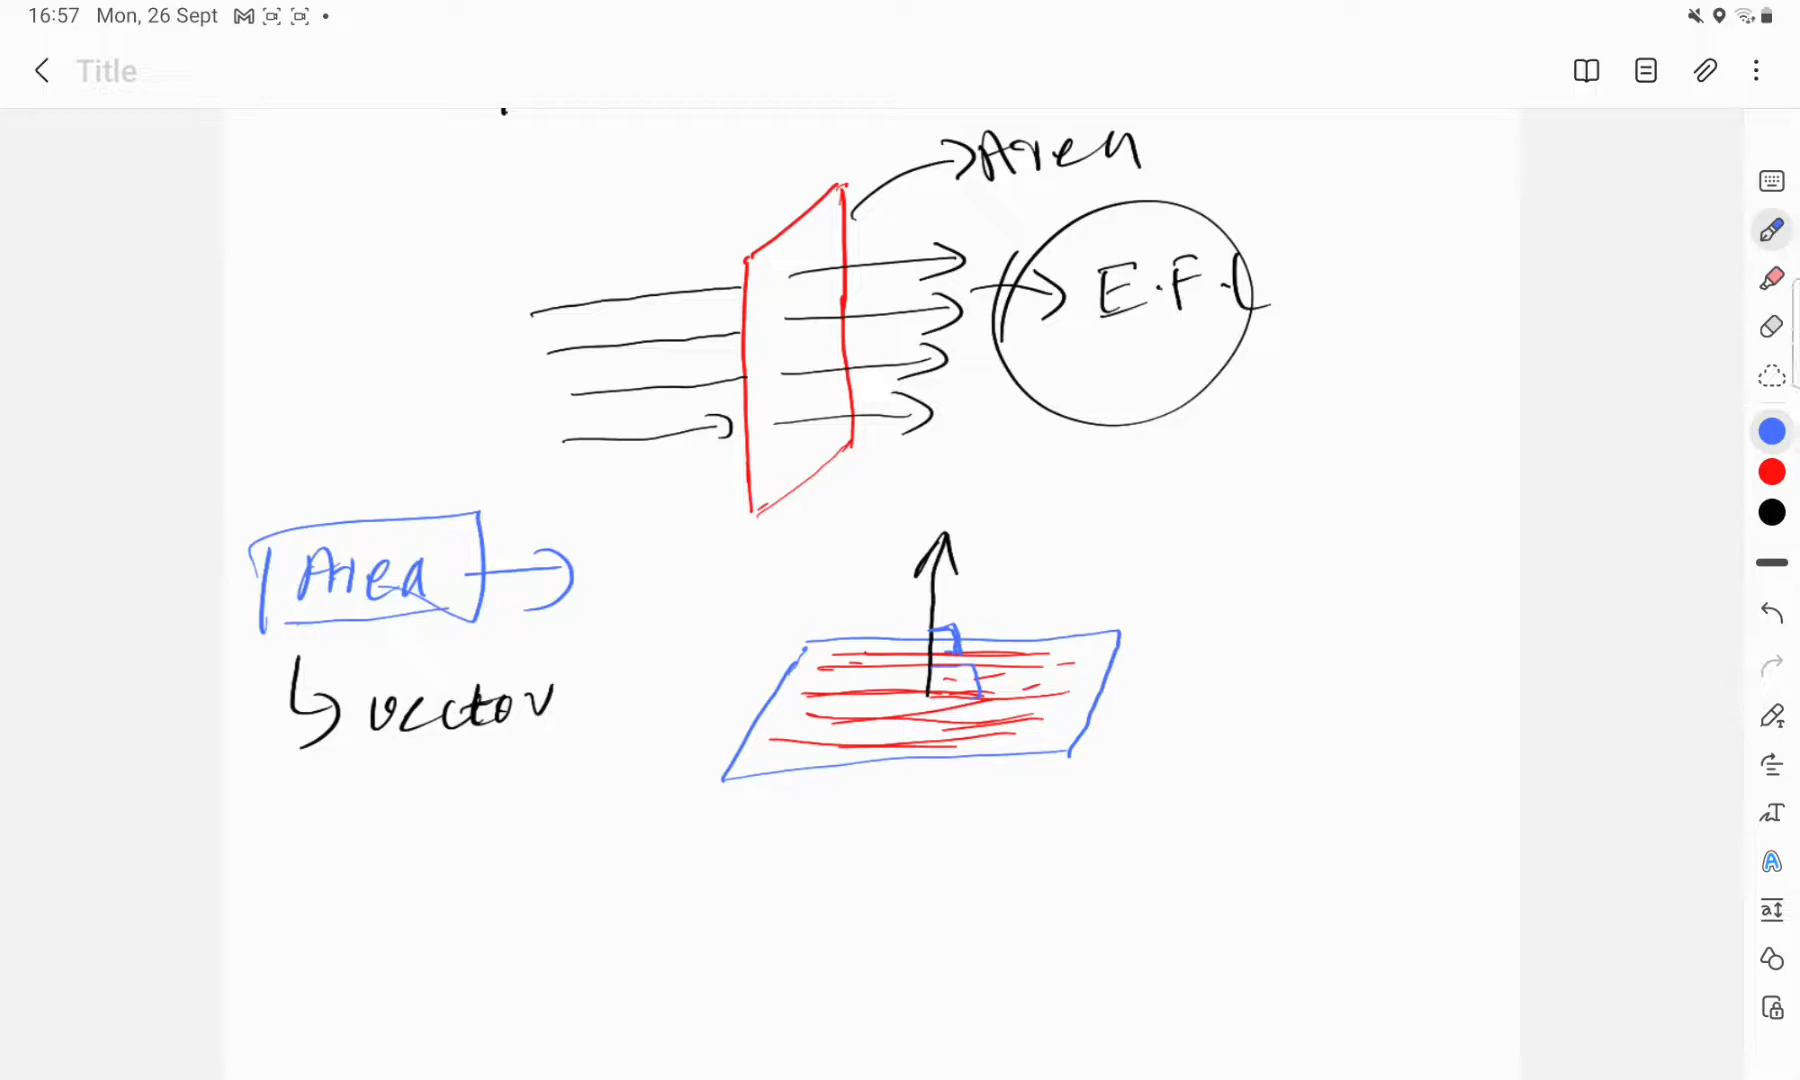 16:57 Mon, 26 Sept
Title
Area
E.F.L
Area
vector